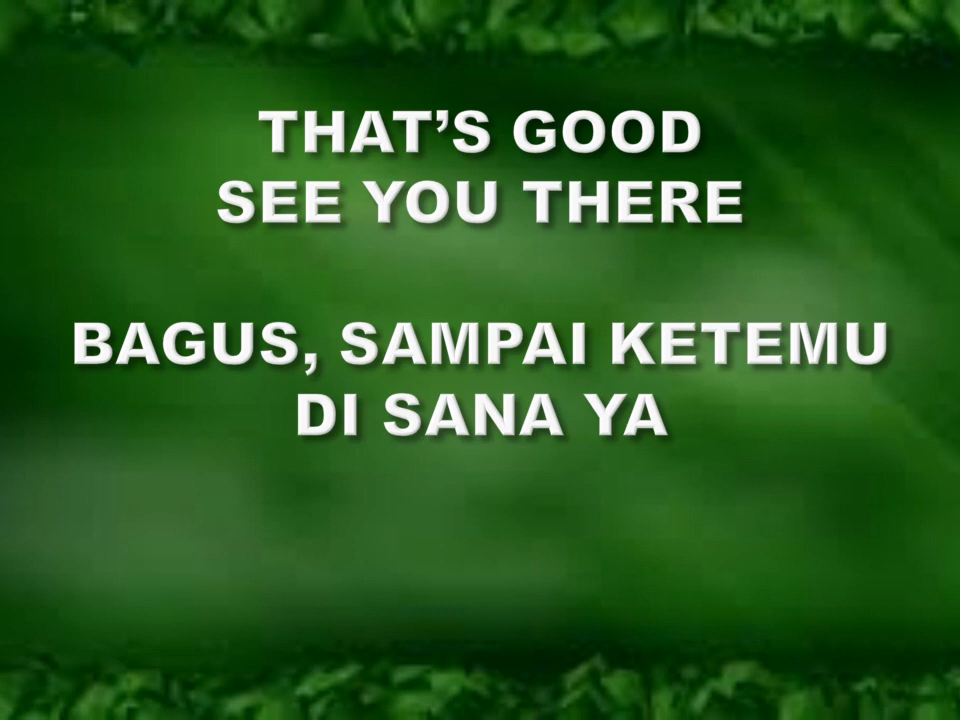 THAT’S GOOD
SEE YOU THERE
BAGUS, SAMPAI KETEMU
DI SANA YA